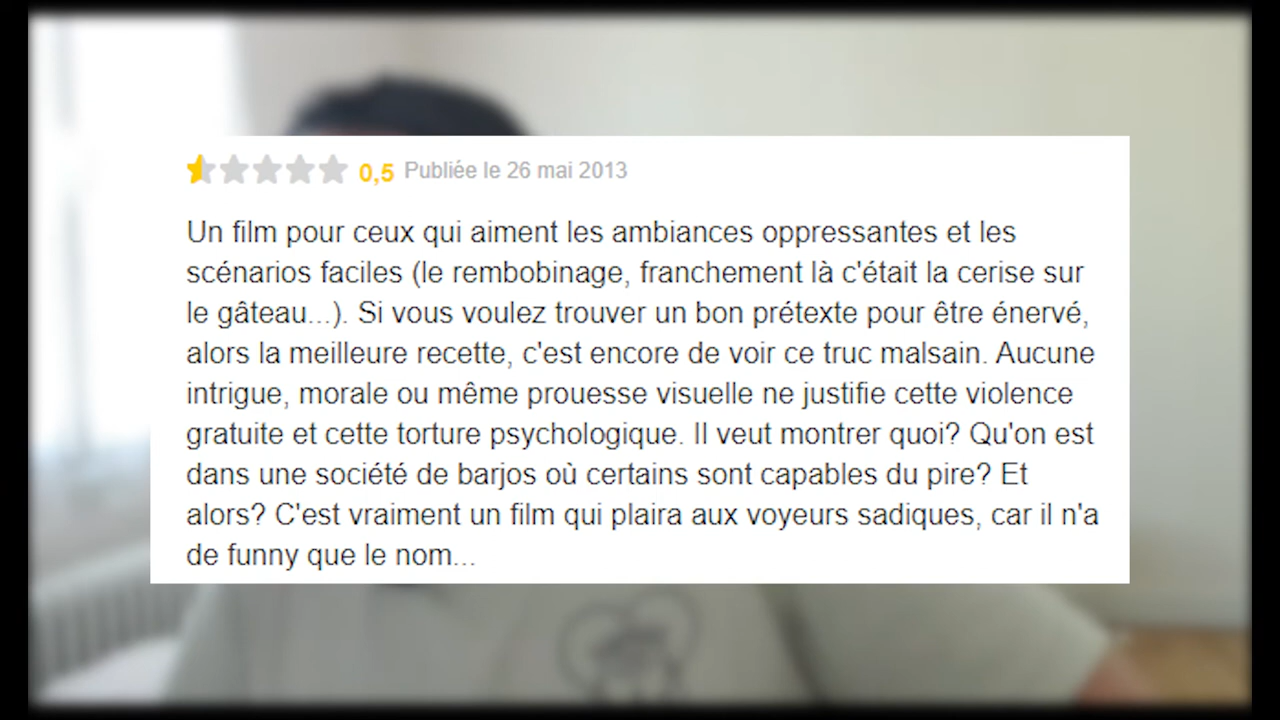 0,5 Publiée le 26 mai 2013
Un film pour ceux qui aiment les ambiances oppressantes et les
scénarios faciles (le rembobinage, franchement là c'était la cerise sur
le gâteau...). Si vous voulez trouver un bon prétexte pour être énervé,
alors la meilleure recette, c'est encore de voir ce truc malsain. Aucune
intrigue, morale ou même prouesse visuelle ne justifie cette violence
gratuite et cette torture psychologique. Il veut montrer quoi? Qu'on est
dans une société de barjos où certains sont capables du pire? Et
alors? C'est vraiment un film qui plaira aux voyeurs sadiques, car il n'a
de funny que le nom...